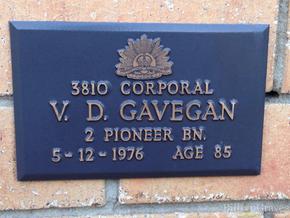 3810 CORPORAL
V. D. GAVEGAN
2 PIONEER BN.
5-12-1976 AGE 85